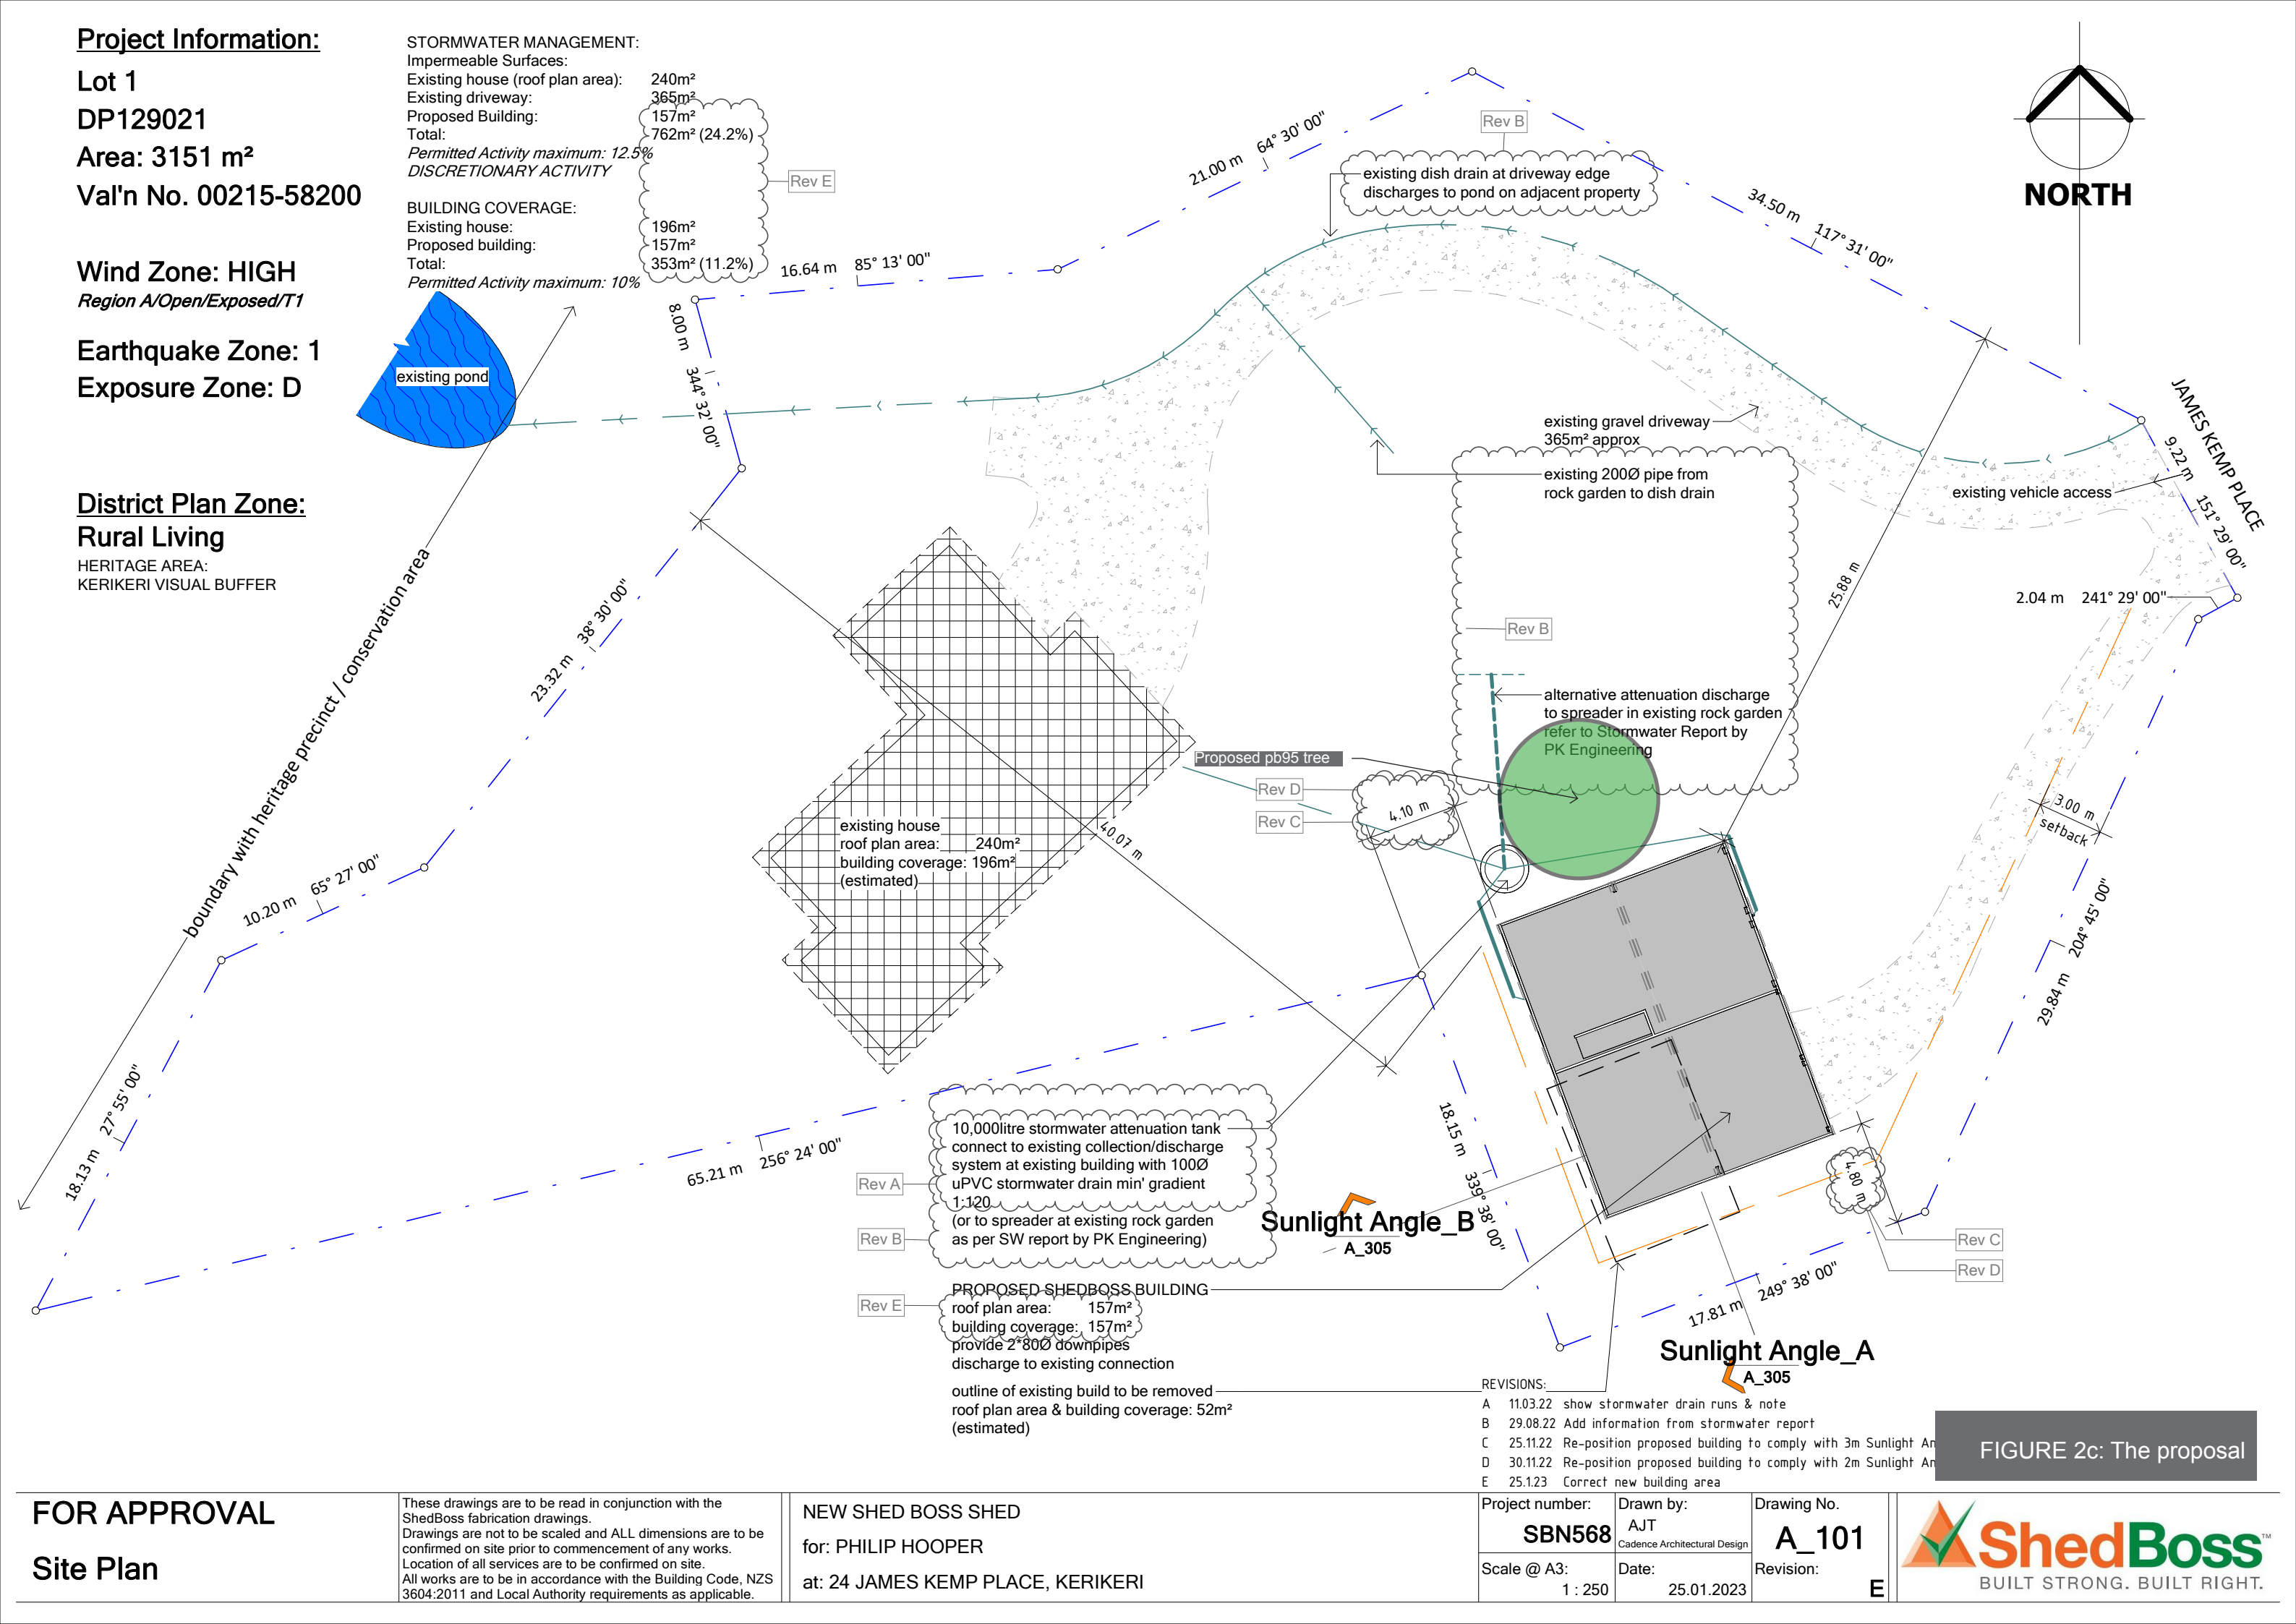 Project Information:
Lot 1
DP129021
Area: 3151 m²
Val'n No. 00215-58200
Wind Zone: HIGH
Region A/Open/Exposed/T1
Earthquake Zone: 1
Exposure Zone: D
District Plan Zone:
Rural Living
HERITAGE AREA:
KERIKERI VISUAL BUFFER
STORMWATER MANAGEMENT:
Impermeable Surfaces:
Existing house (roof plan area): 240m²
Existing driveway: 365m²
Proposed Building: 157m²
Total: 762m² (24.2%)
Permitted Activity maximum: 12.5%
DISCRETIONARY ACTIVITY
BUILDING COVERAGE:
Existing house: 196m²
Proposed building: 157m²
Total: 353m² (11.2%)
Permitted Activity maximum: 10%
Rev E
existing pond
boundary with heritage precinct / conservation area
8.00 m 344° 32' 00"
16.64 m 85° 13' 00"
21.00 m 64° 30' 00"
Rev B
existing dish drain at driveway edge
discharges to pond on adjacent property
34.50 m 117° 31' 00"
NORTH
JAMES KEMP PLACE
9.22 m 151° 29' 00"
existing vehicle access
2.04 m 241° 29' 00"
existing gravel driveway
365m² approx
existing 200Ø pipe from
rock garden to dish drain
25.88 m
Rev B
alternative attenuation discharge
to spreader in existing rock garden
refer to Stormwater Report by
PK Engineering
Proposed pb95 tree
Rev D
Rev C
4.10 m
3.00 m
setback
29.84 m 204° 45' 00"
23.32 m 38° 30' 00"
10.20 m 65° 27' 00"
18.13 m 27° 55' 00"
existing house
roof plan area: 240m²
building coverage: 196m²
(estimated)
40.07 m
65.21 m 256° 24' 00"
18.15 m 339° 38' 00"
4.80 m
Rev C
Rev D
17.81 m 249° 38' 00"
Rev A
Rev B
10,000litre stormwater attenuation tank
connect to existing collection/discharge
system at existing building with 100Ø
uPVC stormwater drain min' gradient
1:120
(or to spreader at existing rock garden
as per SW report by PK Engineering)
Sunlight Angle_B
A_305
Rev E
PROPOSED SHEDBOSS BUILDING
roof plan area: 157m²
building coverage: 157m²
provide 2*80Ø downpipes
discharge to existing connection
outline of existing build to be removed
roof plan area & building coverage: 52m²
(estimated)
Sunlight Angle_A
A_305
REVISIONS:
A 11.03.22 show stormwater drain runs & note
B 29.08.22 Add information from stormwater report
C 25.11.22 Re-position proposed building to comply with 3m Sunlight An
D 30.11.22 Re-position proposed building to comply with 2m Sunlight An
E 25.1.23 Correct new building area
FIGURE 2c: The proposal
FOR APPROVAL
Site Plan
These drawings are to be read in conjunction with the
ShedBoss fabrication drawings.
Drawings are not to be scaled and ALL dimensions are to be
confirmed on site prior to commencement of any works.
Location of all services are to be confirmed on site.
All works are to be in accordance with the Building Code, NZS
3604:2011 and Local Authority requirements as applicable.
NEW SHED BOSS SHED
for: PHILIP HOOPER
at: 24 JAMES KEMP PLACE, KERIKERI
Project number:
SBN568
Drawn by:
AJT
Cadence Architectural Design
Drawing No.
A_101
Scale @ A3:
1 : 250
Date:
25.01.2023
Revision:
E
ShedBoss™
BUILT STRONG. BUILT RIGHT.